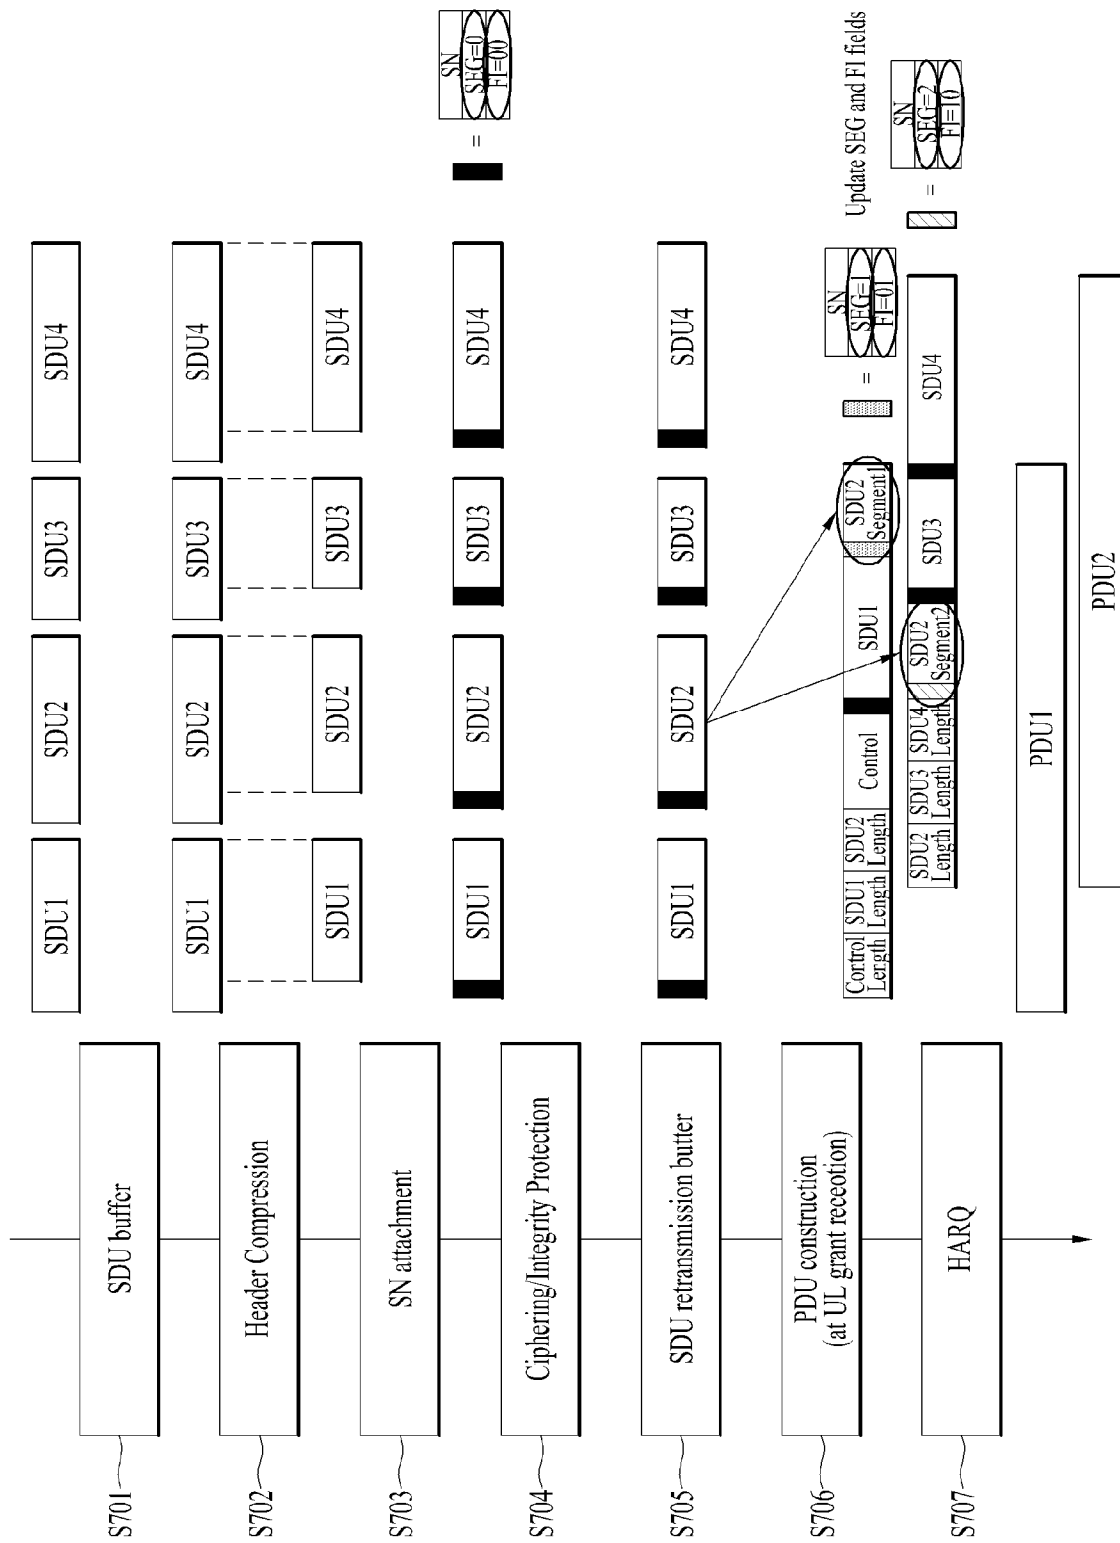 S701
SDU buffer
SDU1
SDU2
SDU3
SDU4
S702
Header Compression
SDU1
SDU2
SDU3
SDU4
S703
SN attachment
SDU1
SDU2
SDU3
SDU4
S704
Ciphering/Integrity Protection
SDU1
SDU2
SDU3
SDU4
=
SN
SEG=0
FI=00
S705
SDU retransmission butter
SDU1
SDU2
SDU3
SDU4
S706
PDU construction
(at UL grant receotion)
Control
Length
SDU1
Length
SDU2
Length
Control
SDU1
SDU2
Segment1
=
SN
SEG=1
FI=01
Update SEG and FI fields
SDU2
Length
SDU3
Length
SDU4
Length
SDU2
Segment2
SDU3
SDU4
=
SN
SEG=2
FI=10
S707
HARQ
PDU1
PDU2